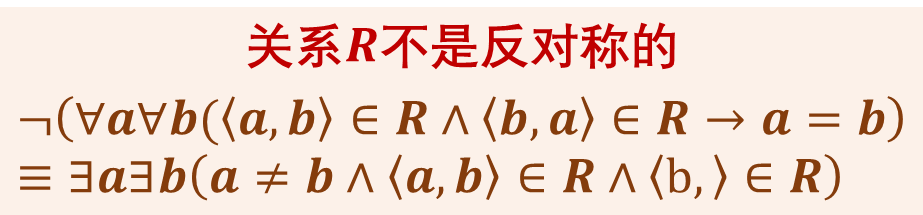 关系R不是反对称的
¬(∀a∀b(⟨a, b⟩ ∈ R ∧ ⟨b, a⟩ ∈ R → a = b)
≡ ∃a∃b(a ≠ b ∧ ⟨a, b⟩ ∈ R ∧ ⟨b, ⟩ ∈ R)